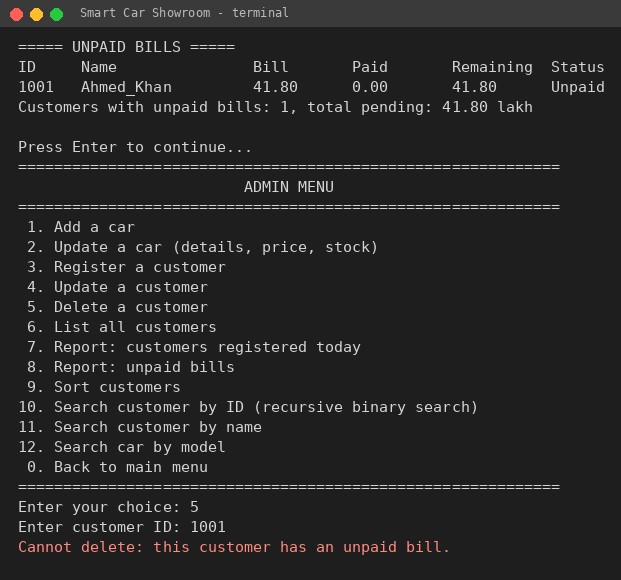 Smart Car Showroom - terminal
===== UNPAID BILLS =====
ID     Name               Bill       Paid       Remaining  Status
1001   Ahmed_Khan         41.80      0.00       41.80      Unpaid
Customers with unpaid bills: 1, total pending: 41.80 lakh
Press Enter to continue...
============================================================
                         ADMIN MENU
============================================================
 1. Add a car
 2. Update a car (details, price, stock)
 3. Register a customer
 4. Update a customer
 5. Delete a customer
 6. List all customers
 7. Report: customers registered today
 8. Report: unpaid bills
 9. Sort customers
10. Search customer by ID (recursive binary search)
11. Search customer by name
12. Search car by model
 0. Back to main menu
============================================================
Enter your choice: 5
Enter customer ID: 1001
Cannot delete: this customer has an unpaid bill.